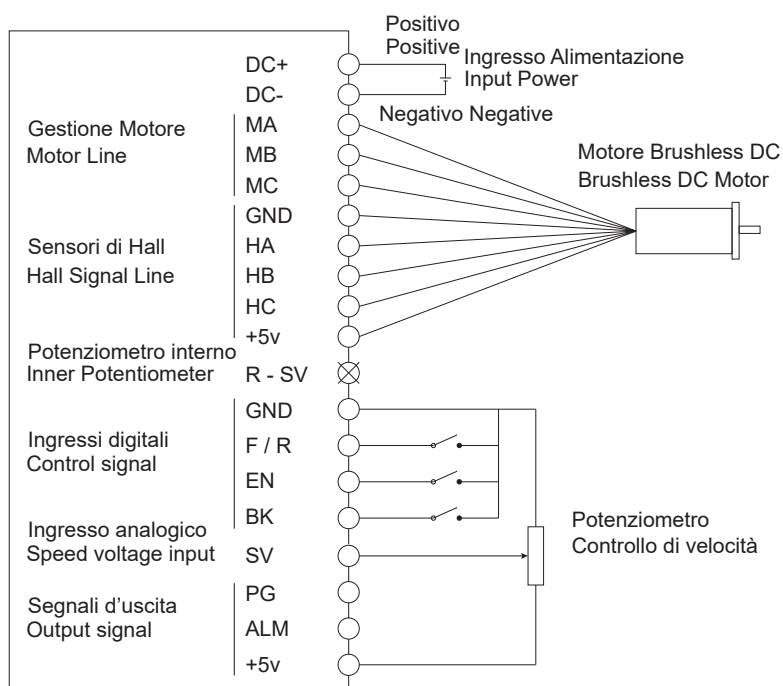 Positivo
Positive
DC+
Ingresso Alimentazione
Input Power
DC-
Negativo Negative
Gestione Motore
Motor Line
MA
MB
MC
Motore Brushless DC
Brushless DC Motor
Sensori di Hall
Hall Signal Line
GND
HA
HB
HC
+5v
Potenziometro interno
Inner Potentiometer
R - SV
Ingressi digitali
Control signal
GND
F / R
EN
BK
Ingresso analogico
Speed voltage input
SV
Potenziometro
Controllo di velocità
Segnali d'uscita
Output signal
PG
ALM
+5v